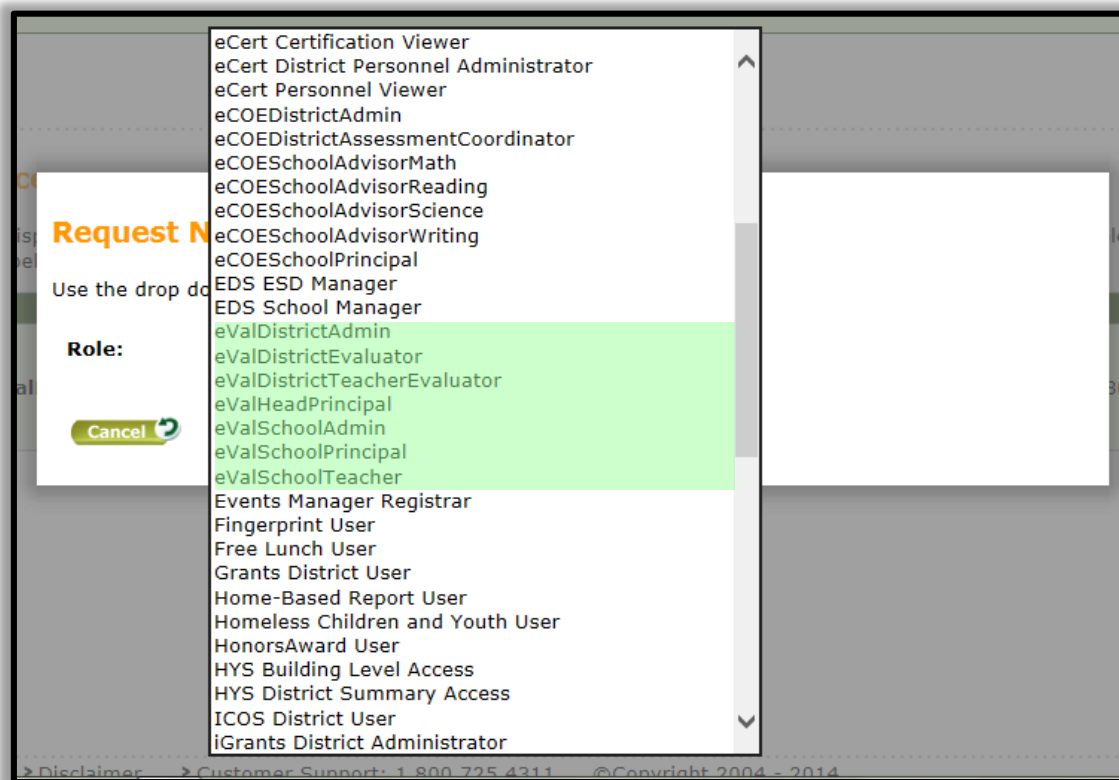 eCert Certification Viewer
eCert District Personnel Administrator
eCert Personnel Viewer
eCOEDistrictAdmin
eCOEDistrictAssessmentCoordinator
eCOESchoolAdvisorMath
eCOESchoolAdvisorReading
eCOESchoolAdvisorScience
Request N
eCOESchoolAdvisorWriting
eCOESchoolPrincipal
Use the drop do
EDS ESD Manager
EDS School Manager
eValDistrictAdmin
Role:
eValDistrictEvaluator
eValDistrictTeacherEvaluator
eValHeadPrincipal
eValSchoolAdmin
Cancel
eValSchoolPrincipal
eValSchoolTeacher
Events Manager Registrar
Fingerprint User
Free Lunch User
Grants District User
Home-Based Report User
Homeless Children and Youth User
HonorsAward User
HYS Building Level Access
HYS District Summary Access
ICOS District User
iGrants District Administrator
> Disclaimer > Customer Support: 1 800 725 4311 ©Copyright 2004 - 2014